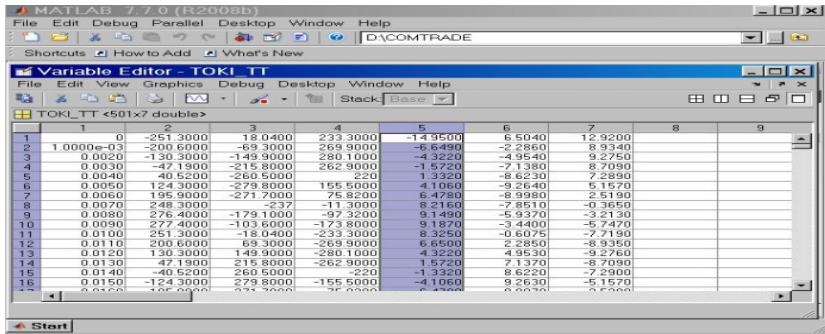 MATLAB 7.7.0 (R2008b)
File Edit Debug Parallel Desktop Window Help
D:\COMTRADE
Shortcuts How to Add What's New
Variable Editor - TOKI_TT
File Edit View Graphics Debug Desktop Window Help
Stack: Base
TOKI_TT <501x7 double>
1 2 3 4 5 6 7 8 9
1 0 -251.3000 18.0400 233.3000 -14.9500 6.5040 12.9200
2 1.0000e-03 -200.6000 -69.3000 269.9000 -6.6490 -2.2860 8.9340
3 0.0020 -130.3000 -149.9000 280.1000 -4.3220 -4.9540 9.2750
4 0.0030 -47.1900 -215.8000 262.9000 -1.5720 -7.1380 8.7090
5 0.0040 40.5200 -260.5000 220 1.3320 -8.6230 7.2890
6 0.0050 124.3000 -279.8000 155.5000 4.1060 -9.2640 5.1570
7 0.0060 195.9000 -271.7000 75.8200 6.4780 -8.9980 2.5190
8 0.0070 248.3000 -237 -11.3000 8.2160 -7.8510 -0.3650
9 0.0080 276.4000 -179.1000 -97.3200 9.1490 -5.9370 -3.2130
10 0.0090 277.4000 -103.6000 -173.8000 9.1870 -3.4400 -5.7470
11 0.0100 251.3000 -18.0400 -233.3000 8.3250 -0.6075 -7.7190
12 0.0110 200.6000 69.3000 -269.9000 6.6500 2.2850 -8.9350
13 0.0120 130.3000 149.9000 -280.1000 4.3220 4.9530 -9.2760
14 0.0130 47.1900 215.8000 -262.9000 1.5720 7.1370 -8.7090
15 0.0140 -40.5200 260.5000 -220 -1.3320 8.6220 -7.2900
16 0.0150 -124.3000 279.8000 -155.5000 -4.1060 9.2630 -5.1570
Start